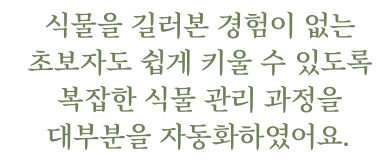 식물을 길러본 경험이 없는
초보자도 쉽게 키울 수 있도록
복잡한 식물 관리 과정을
대부분을 자동화하였어요.